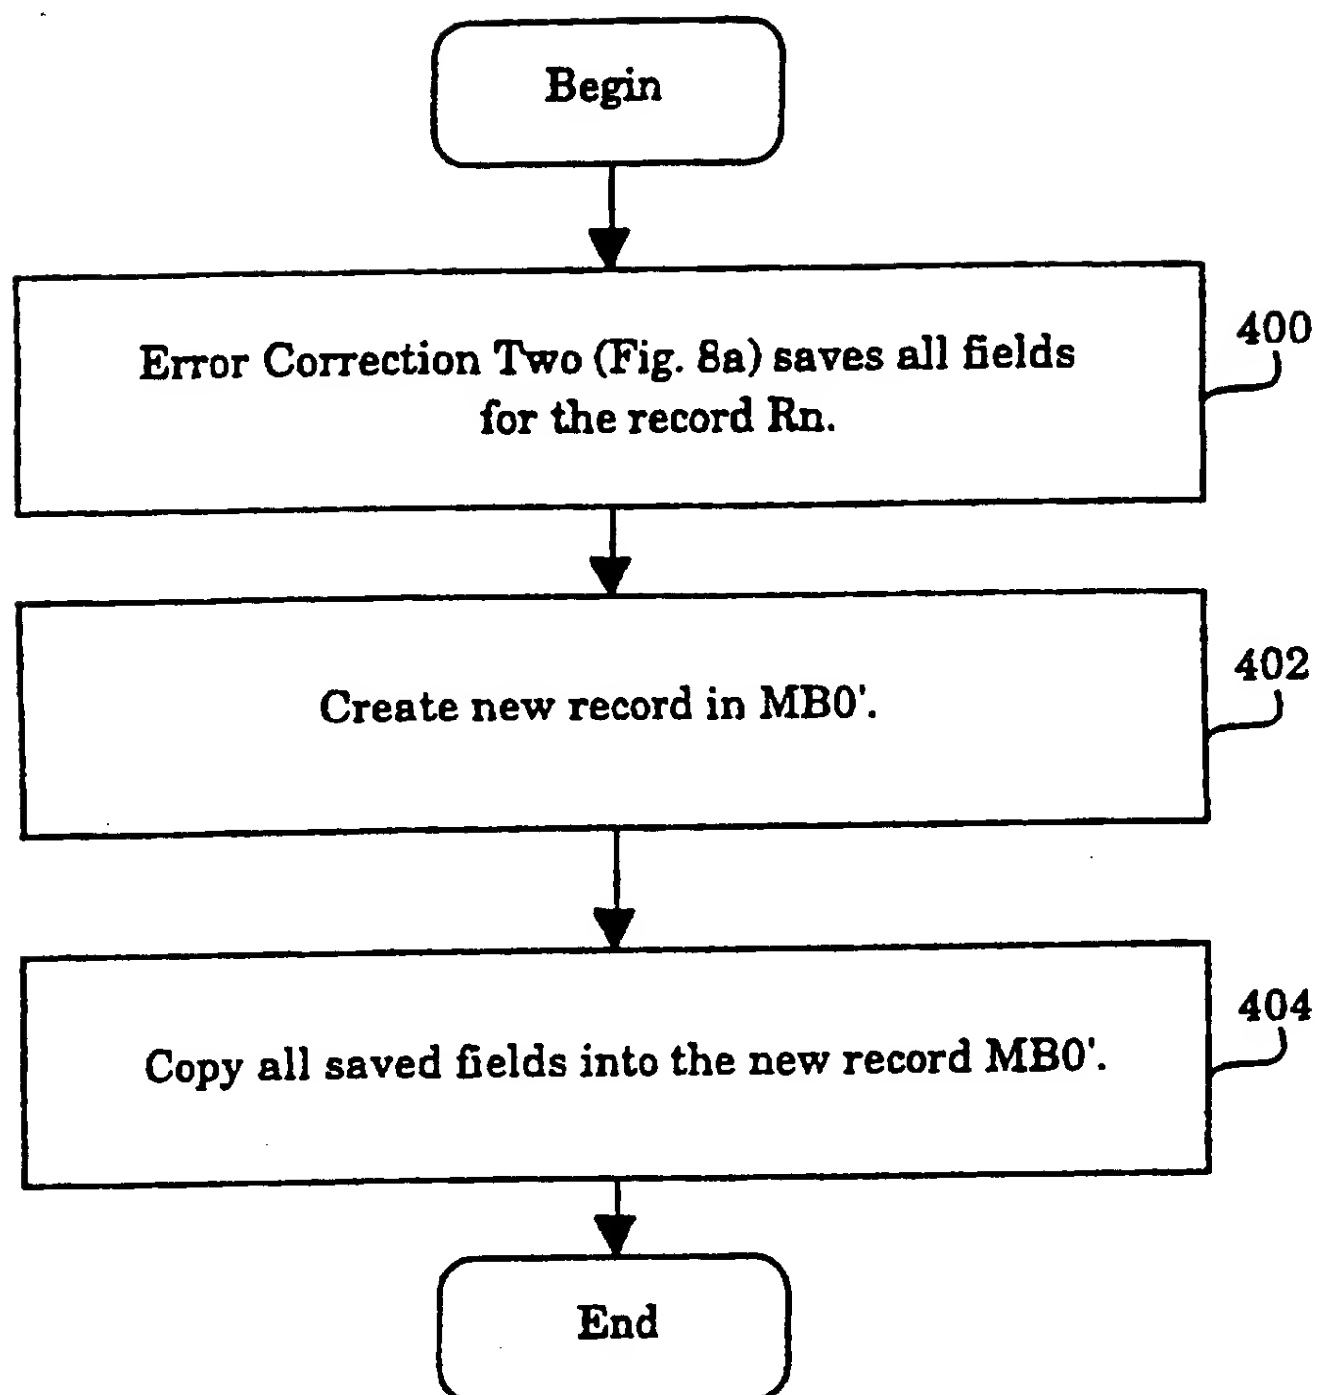 Begin
Error Correction Two (Fig. 8a) saves all fields
for the record Rn.
400
Create new record in MB0'.
402
Copy all saved fields into the new record MB0'.
404
End